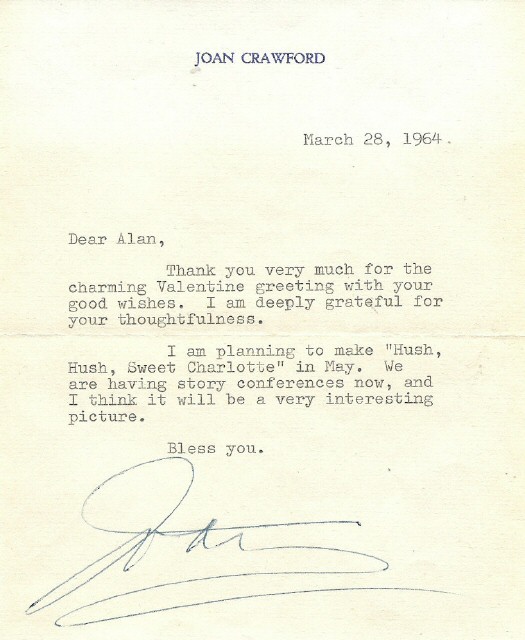 JOAN CRAWFORD
March 28, 1964.
Dear Alan,
Thank you very much for the
charming Valentine greeting with your
good wishes. I am deeply grateful for
your thoughtfulness.
I am planning to make "Hush,
Hush, Sweet Charlotte" in May. We
are having story conferences now, and
I think it will be a very interesting
picture.
Bless you.
Joan